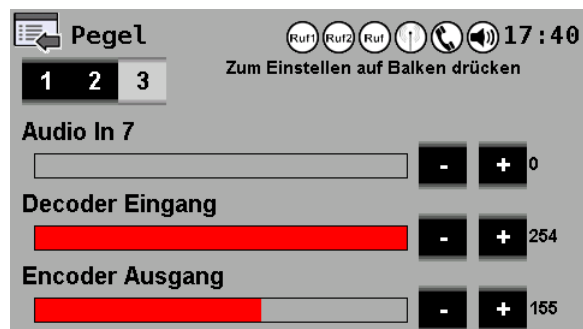 Pegel
Ruf1 Ruf2 Ruf 17:40
Zum Einstellen auf Balken drücken
1 2 3
Audio In 7
- + 0
Decoder Eingang
- + 254
Encoder Ausgang
- + 155